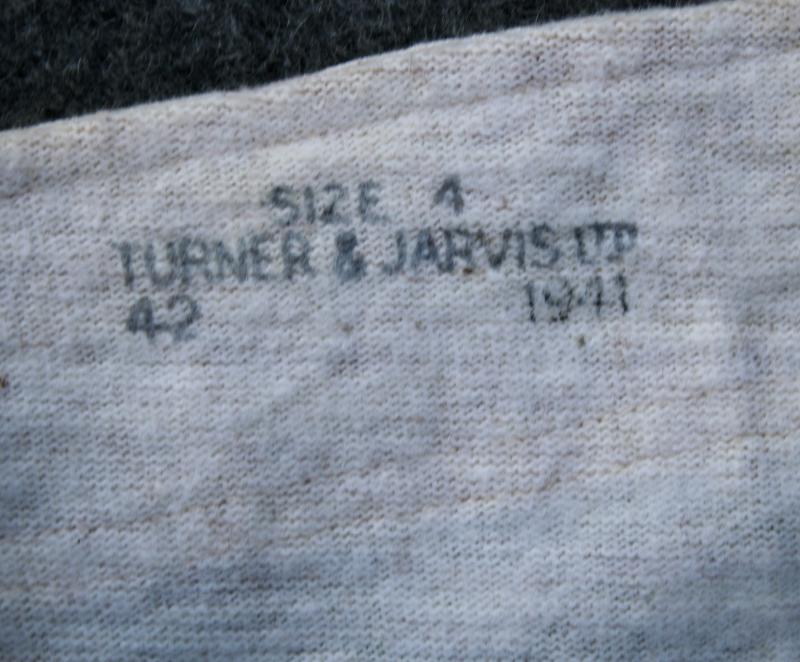 SIZE 4
TURNER & JARVIS LTD
42 1941